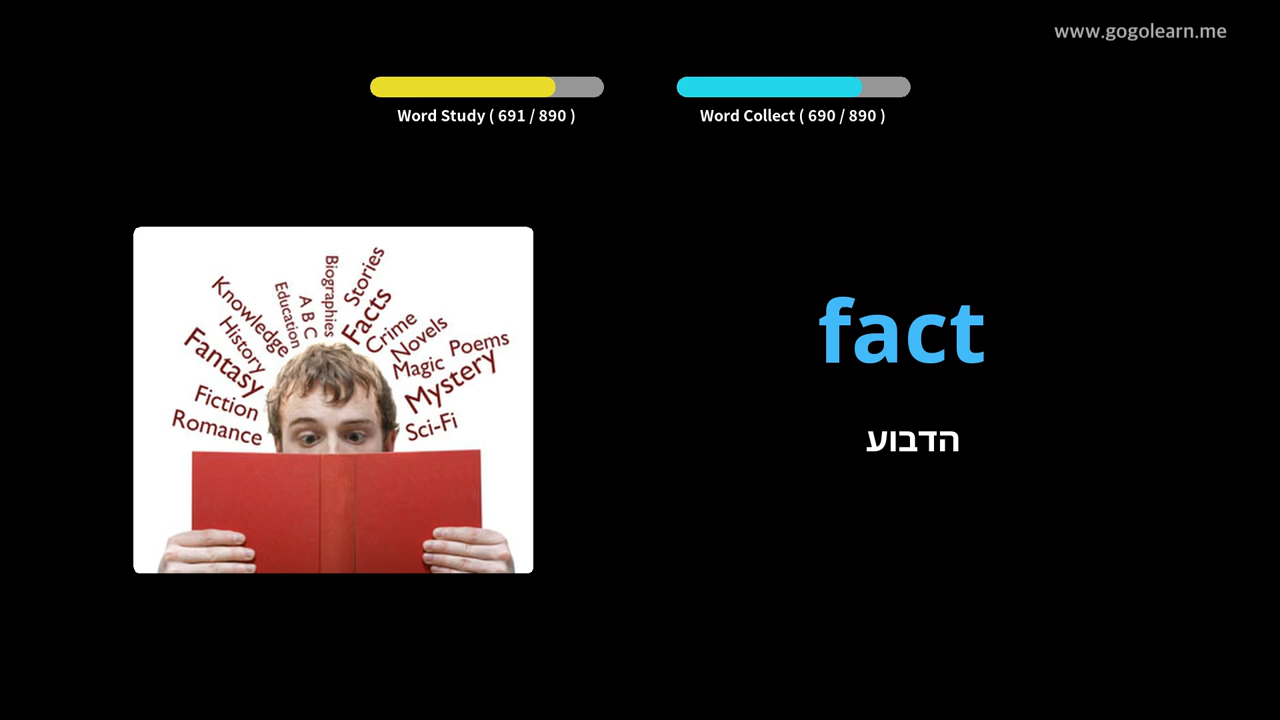 www.gogolearn.me
Word Study ( 691 / 890 )
Word Collect ( 690 / 890 )
Knowledge
History
Fantasy
Fiction
Romance
Education
A B C
Biographies
Stories
Facts
Crime
Novels
Magic
Poems
Mystery
Sci-Fi
fact
הדבוע